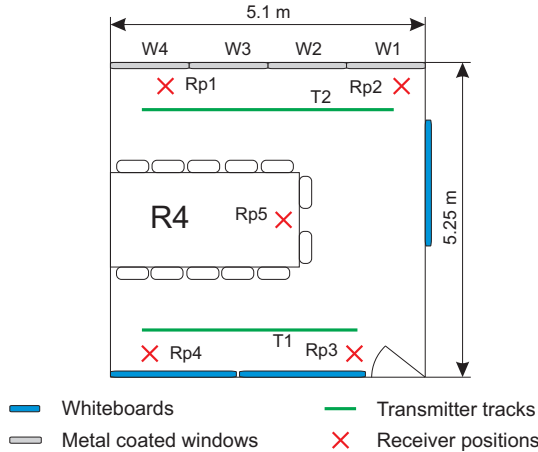 5.1 m
W4 W3 W2 W1
Rp1 Rp2
T2
R4 Rp5
5.25 m
T1
Rp4 Rp3
Whiteboards Transmitter tracks
Metal coated windows Receiver positions